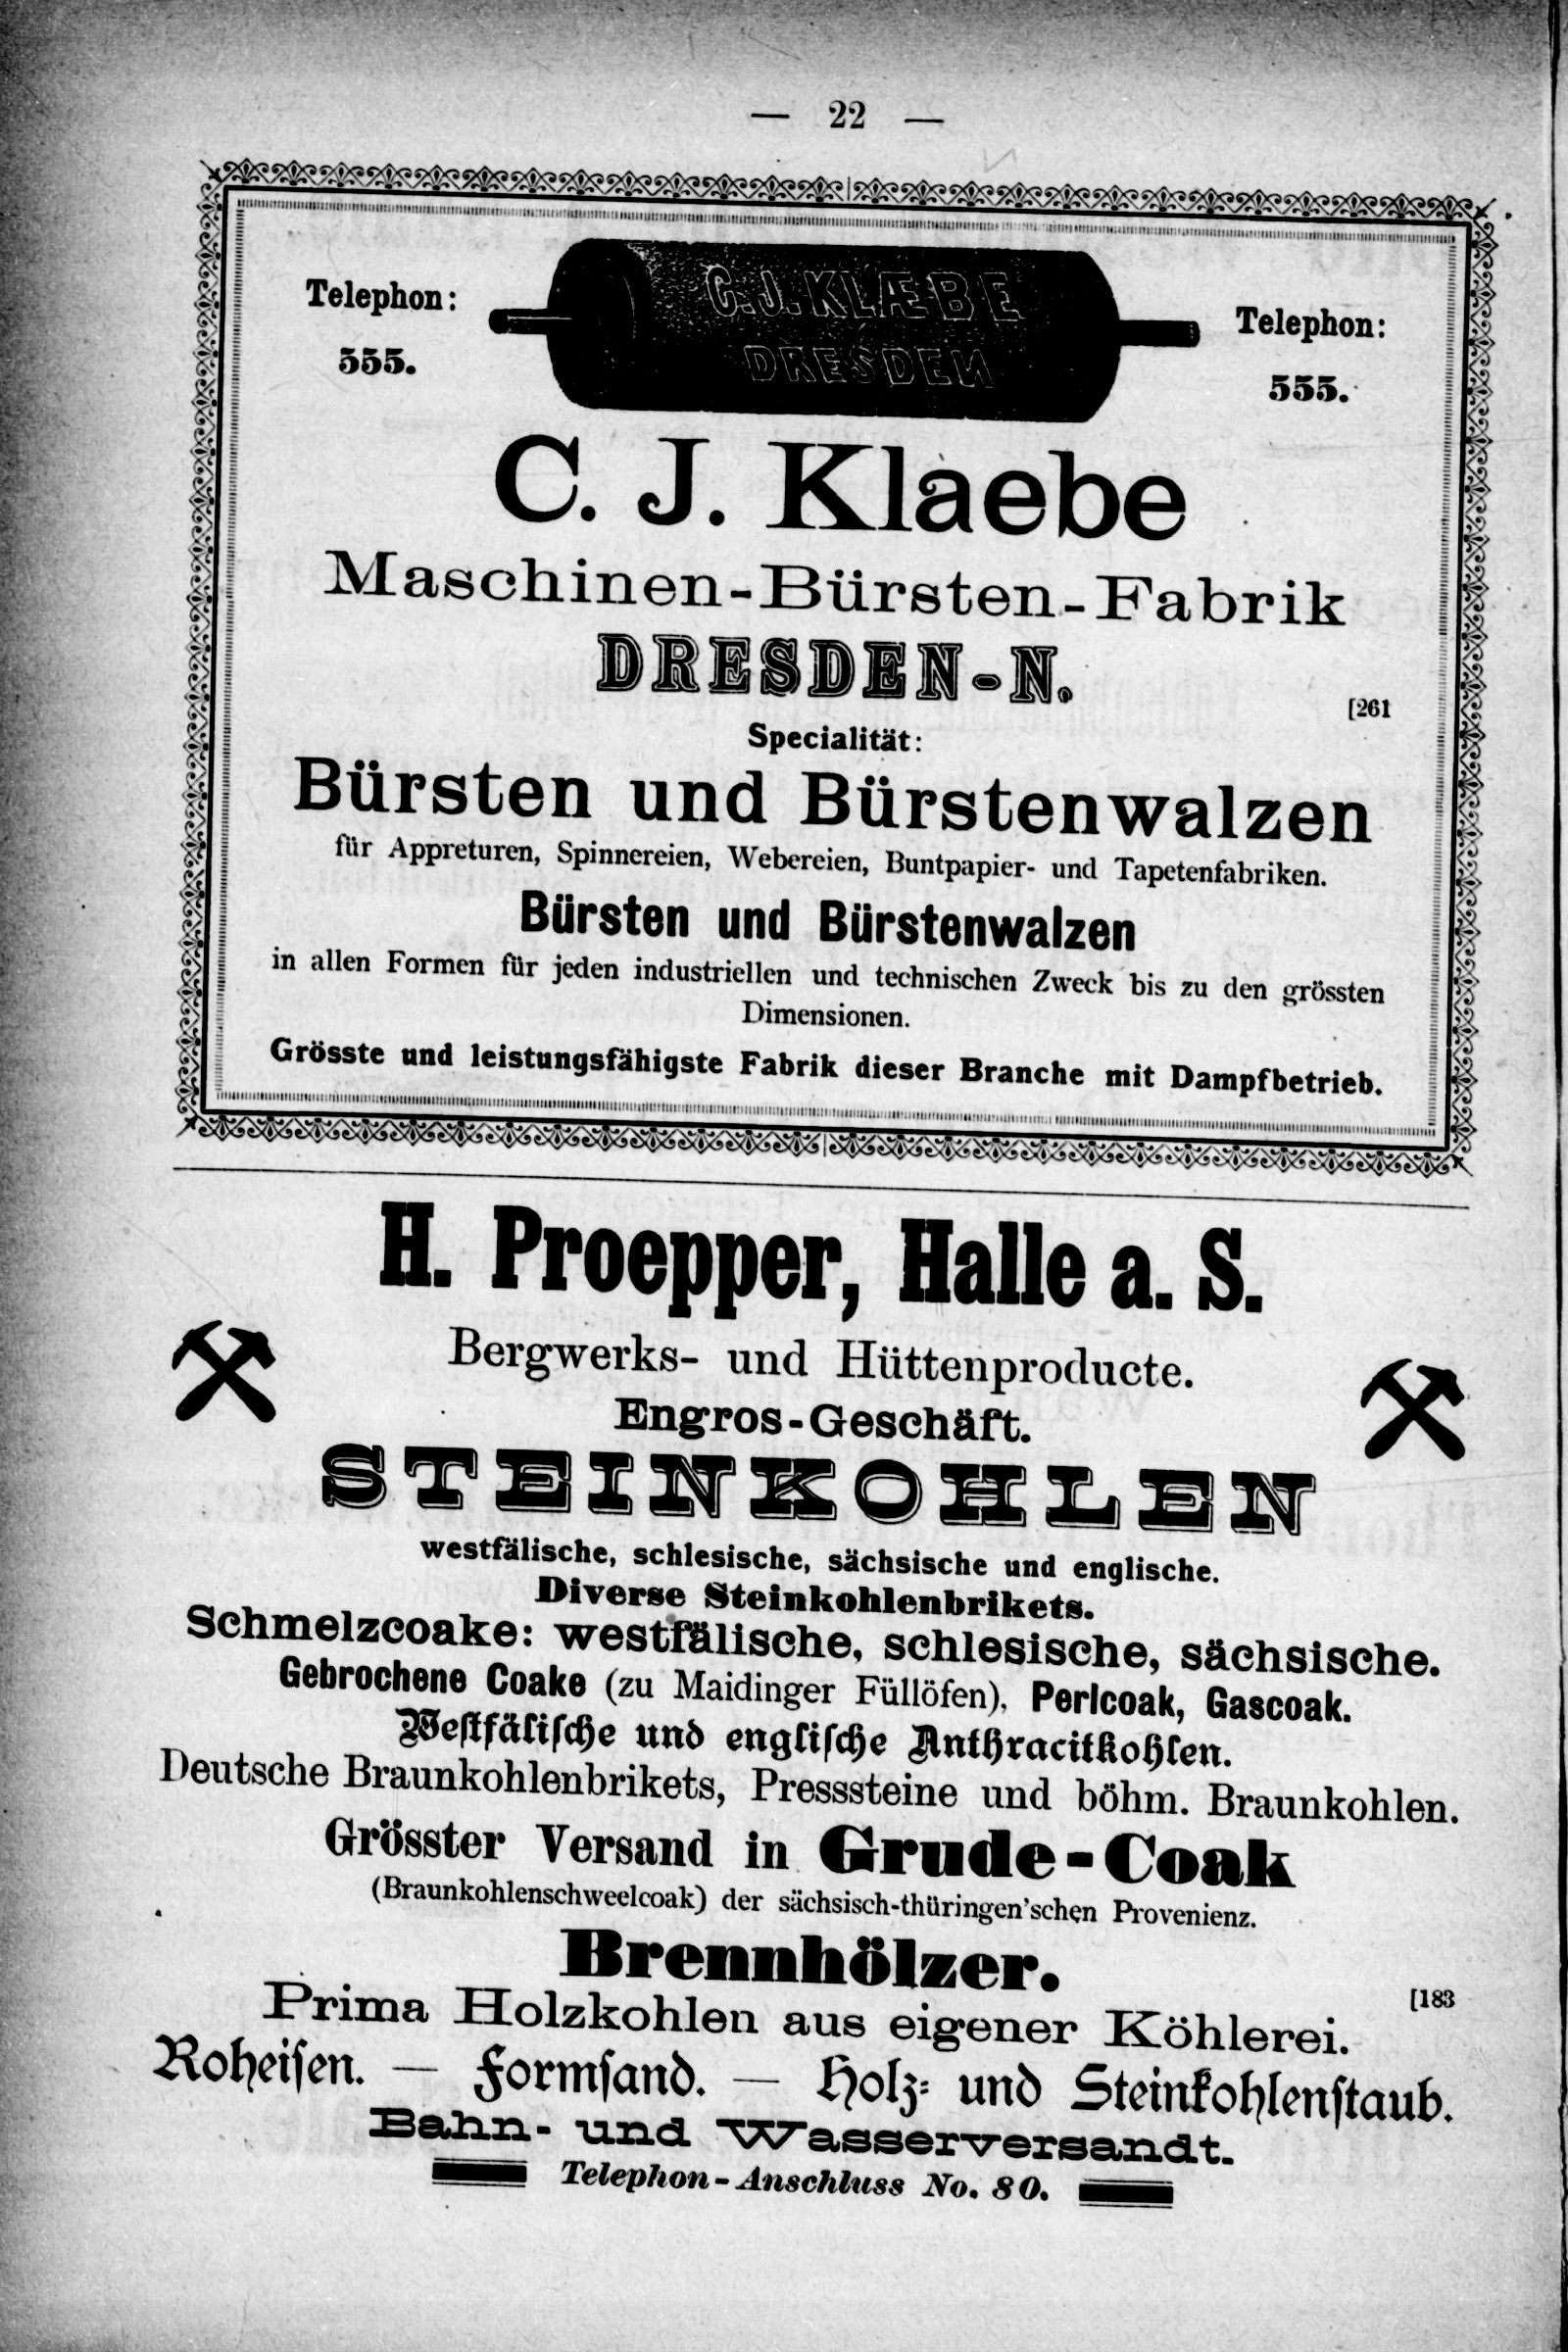 — 22 —
C. J. KLÆBE
DRESDEN
Telephon:
555.
Telephon:
555.
C. J. Klaebe
Maschinen-Bürsten-Fabrik
DRESDEN-N.
[261
Specialität:
Bürsten und Bürstenwalzen
für Appreturen, Spinnereien, Webereien, Buntpapier- und Tapetenfabriken.
Bürsten und Bürstenwalzen
in allen Formen für jeden industriellen und technischen Zweck bis zu den grössten
Dimensionen.
Grösste und leistungsfähigste Fabrik dieser Branche mit Dampfbetrieb.
H. Proepper, Halle a. S.
Bergwerks- und Hüttenproducte.
Engros-Geschäft.
STEINKOHLEN
westfälische, schlesische, sächsische und englische.
Diverse Steinkohlenbrikets.
Schmelzcoake: westfälische, schlesische, sächsische.
Gebrochene Coake (zu Maidinger Füllöfen), Perlcoak, Gascoak.
Weſtfäliſche und engliſche Anthracitkohlen.
Deutsche Braunkohlenbrikets, Presssteine und böhm. Braunkohlen.
Grösster Versand in Grude-Coak
(Braunkohlenschweelcoak) der sächsisch-thüringen'schen Provenienz.
Brennhölzer.
[183
Prima Holzkohlen aus eigener Köhlerei.
Roheiſen. — Formſand. — Holz- und Steinkohlenſtaub.
Bahn- und Wasserversandt.
Telephon-Anschluss No. 80.